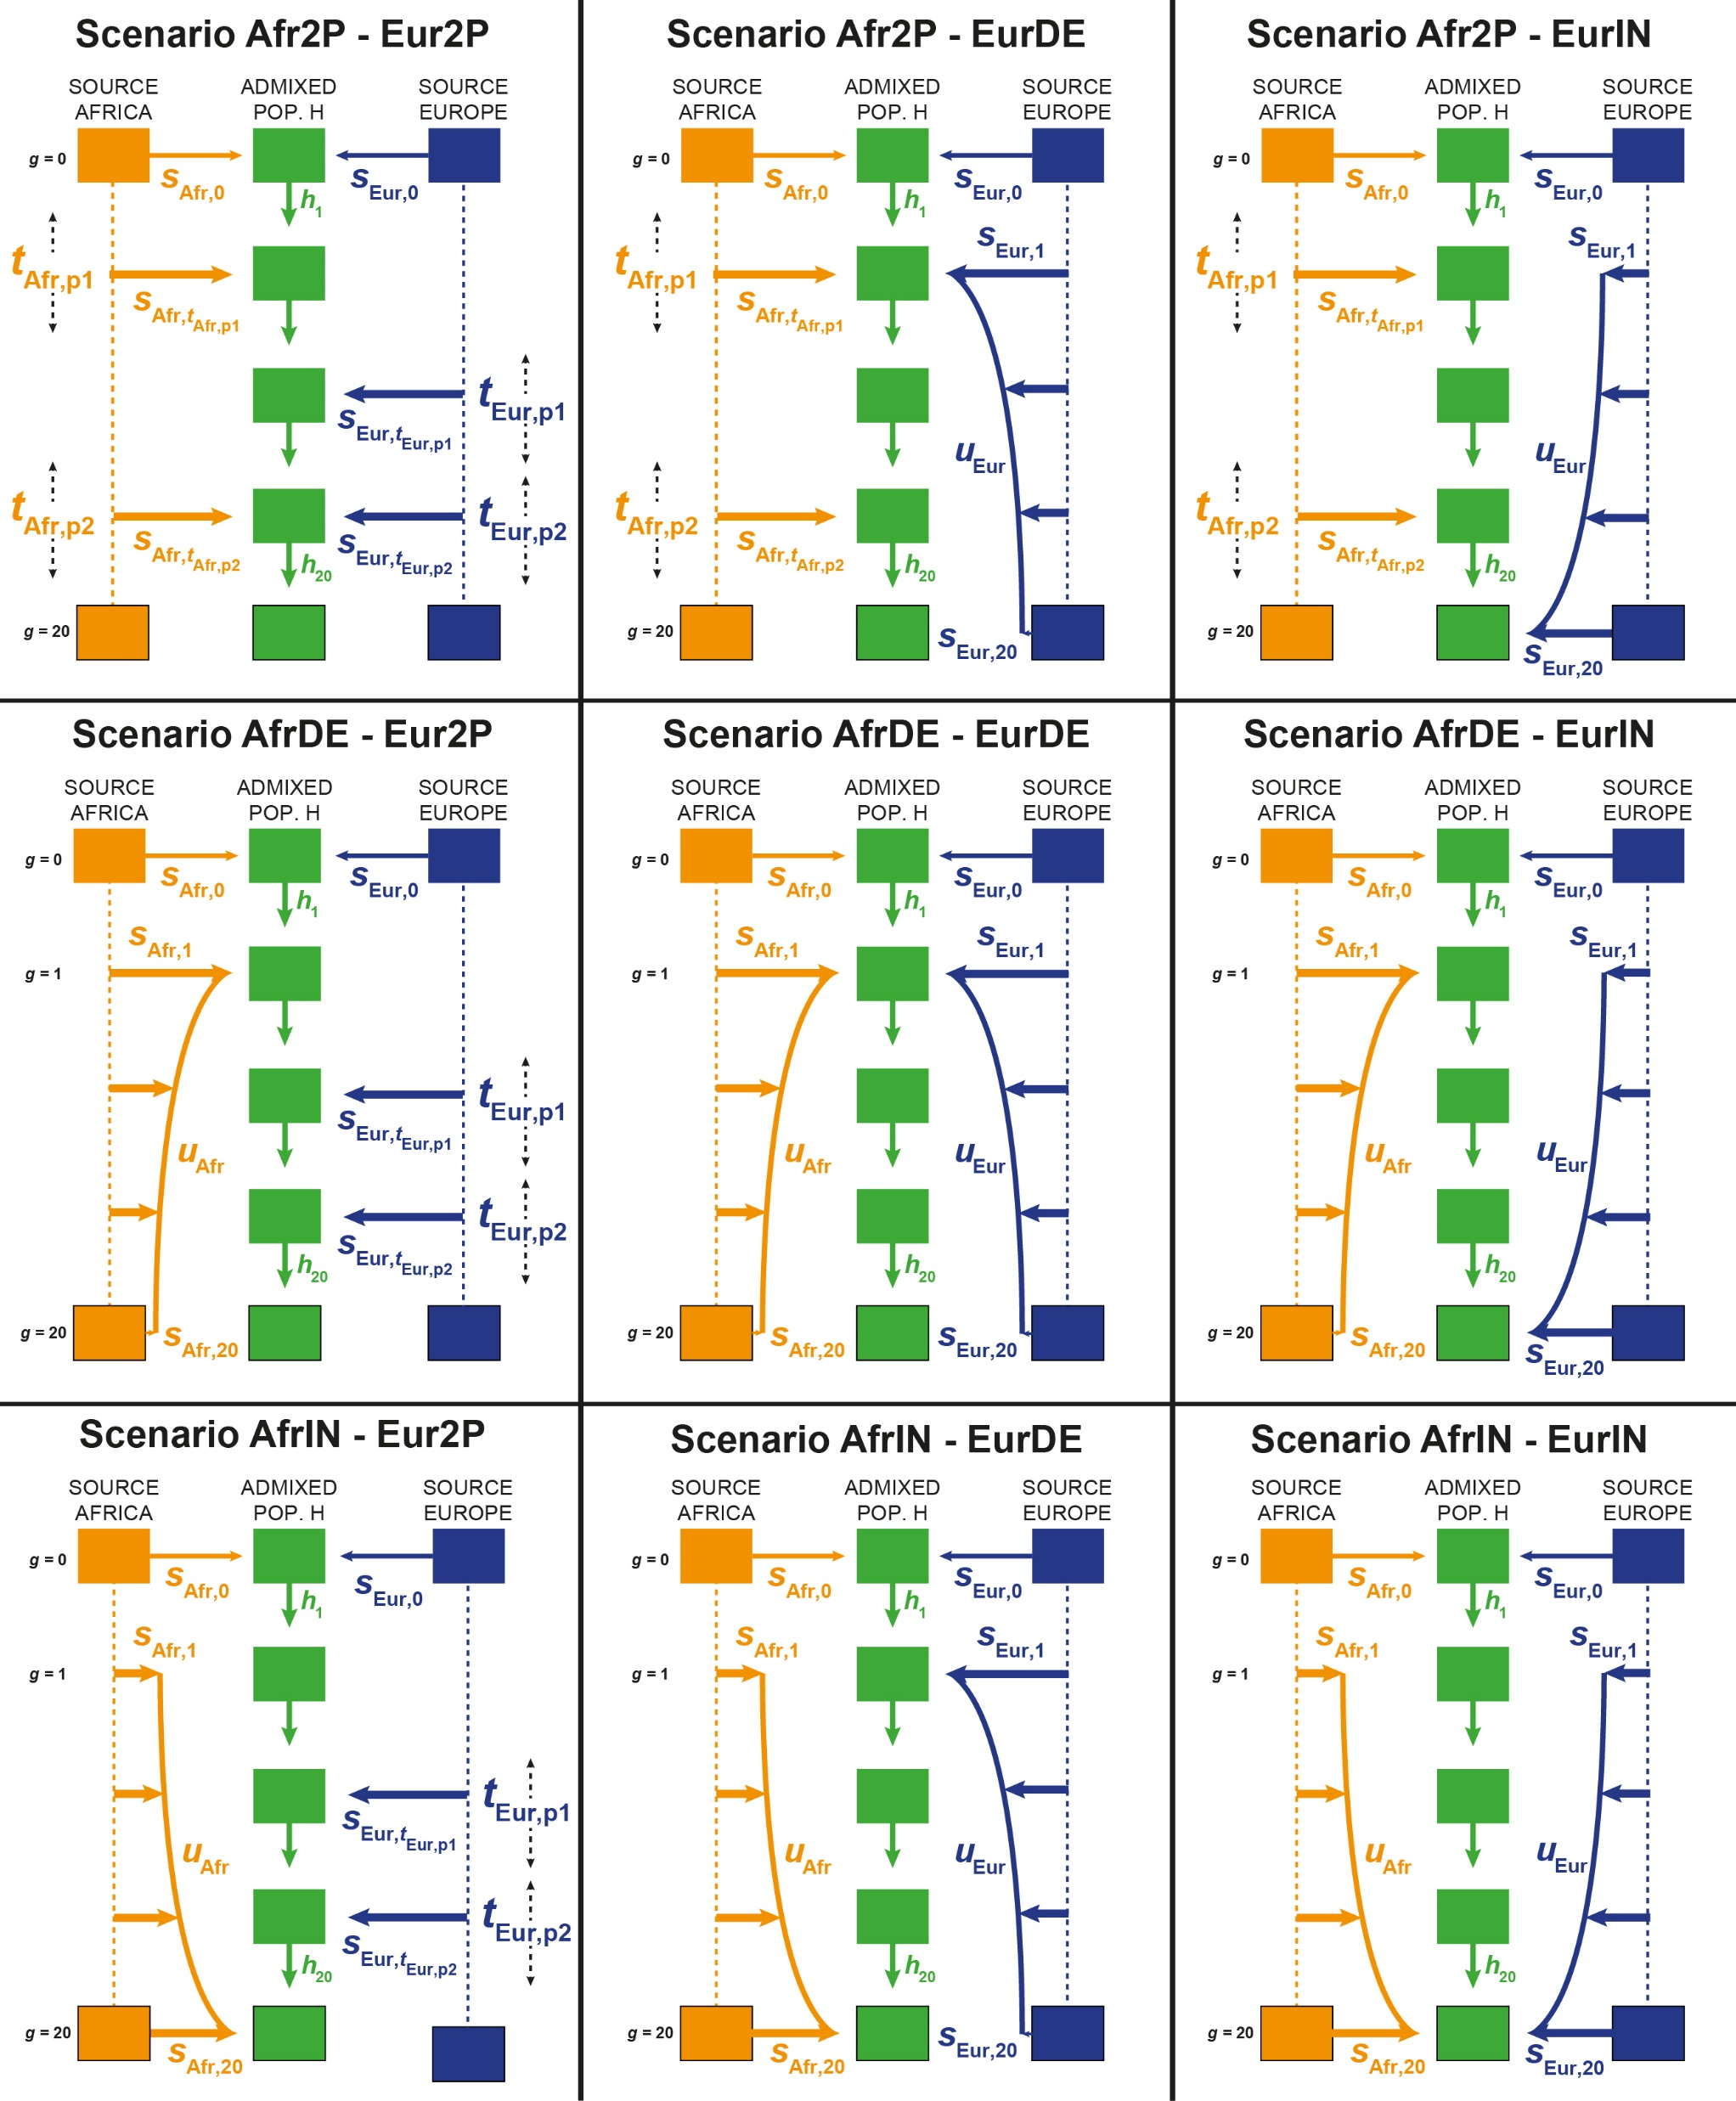 Scenario Afr2P - Eur2P
SOURCE AFRICA
ADMIXED POP. H
SOURCE EUROPE
g = 0
sAfr,0
h1
sEur,0
tAfr,p1
sAfr,tAfr,p1
tEur,p1
sEur,tEur,p1
tAfr,p2
sAfr,tAfr,p2
tEur,p2
sEur,tEur,p2
h20
g = 20
Scenario Afr2P - EurDE
SOURCE AFRICA
ADMIXED POP. H
SOURCE EUROPE
g = 0
sAfr,0
h1
sEur,0
sEur,1
tAfr,p1
sAfr,tAfr,p1
uEur
tAfr,p2
sAfr,tAfr,p2
h20
g = 20
sEur,20
Scenario Afr2P - EurIN
SOURCE AFRICA
ADMIXED POP. H
SOURCE EUROPE
g = 0
sAfr,0
h1
sEur,0
sEur,1
tAfr,p1
sAfr,tAfr,p1
uEur
tAfr,p2
sAfr,tAfr,p2
h20
g = 20
sEur,20
Scenario AfrDE - Eur2P
SOURCE AFRICA
ADMIXED POP. H
SOURCE EUROPE
g = 0
sAfr,0
h1
sEur,0
sAfr,1
g = 1
tEur,p1
sEur,tEur,p1
uAfr
tEur,p2
sEur,tEur,p2
h20
g = 20
sAfr,20
Scenario AfrDE - EurDE
SOURCE AFRICA
ADMIXED POP. H
SOURCE EUROPE
g = 0
sAfr,0
h1
sEur,0
sAfr,1
sEur,1
g = 1
uAfr
uEur
h20
g = 20
sAfr,20
sEur,20
Scenario AfrDE - EurIN
SOURCE AFRICA
ADMIXED POP. H
SOURCE EUROPE
g = 0
sAfr,0
h1
sEur,0
sAfr,1
sEur,1
g = 1
uAfr
uEur
h20
g = 20
sAfr,20
sEur,20
Scenario AfrIN - Eur2P
SOURCE AFRICA
ADMIXED POP. H
SOURCE EUROPE
g = 0
sAfr,0
h1
sEur,0
sAfr,1
g = 1
tEur,p1
sEur,tEur,p1
uAfr
tEur,p2
sEur,tEur,p2
h20
g = 20
sAfr,20
Scenario AfrIN - EurDE
SOURCE AFRICA
ADMIXED POP. H
SOURCE EUROPE
g = 0
sAfr,0
h1
sEur,0
sAfr,1
sEur,1
g = 1
uAfr
uEur
h20
g = 20
sAfr,20
sEur,20
Scenario AfrIN - EurIN
SOURCE AFRICA
ADMIXED POP. H
SOURCE EUROPE
g = 0
sAfr,0
h1
sEur,0
sAfr,1
sEur,1
g = 1
uAfr
uEur
h20
g = 20
sAfr,20
sEur,20